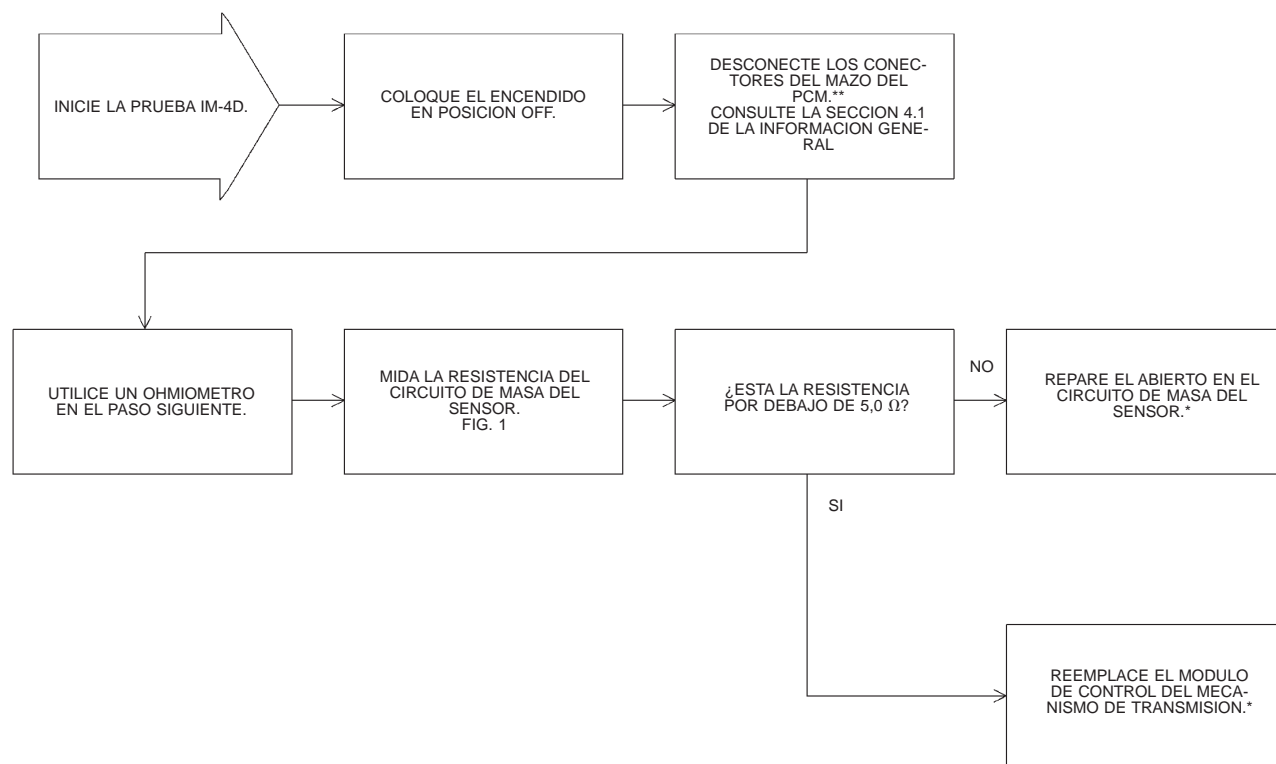 INICIE LA PRUEBA IM-4D.
COLOQUE EL ENCENDIDO
EN POSICION OFF.
DESCONECTE LOS CONEC-
TORES DEL MAZO DEL
PCM.**
CONSULTE LA SECCION 4.1
DE LA INFORMACION GENE-
RAL
UTILICE UN OHMIOMETRO
EN EL PASO SIGUIENTE.
MIDA LA RESISTENCIA DEL
CIRCUITO DE MASA DEL
SENSOR.
FIG. 1
¿ESTA LA RESISTENCIA
POR DEBAJO DE 5,0 Ω?
NO
REPARE EL ABIERTO EN EL
CIRCUITO DE MASA DEL
SENSOR.*
SI
REEMPLACE EL MODULO
DE CONTROL DEL MECA-
NISMO DE TRANSMISION.*